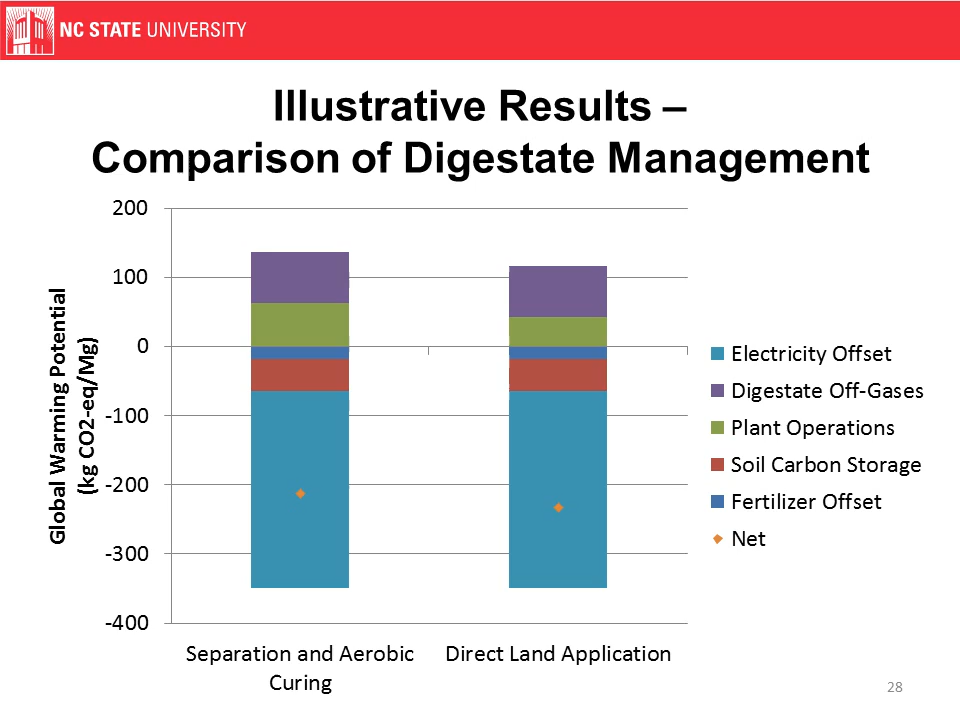 NC STATE UNIVERSITY
Illustrative Results –
Comparison of Digestate Management
Global Warming Potential
(kg CO2-eq/Mg)
200
100
0
-100
-200
-300
-400
Separation and Aerobic
Curing
Direct Land Application
Electricity Offset
Digestate Off-Gases
Plant Operations
Soil Carbon Storage
Fertilizer Offset
Net
28